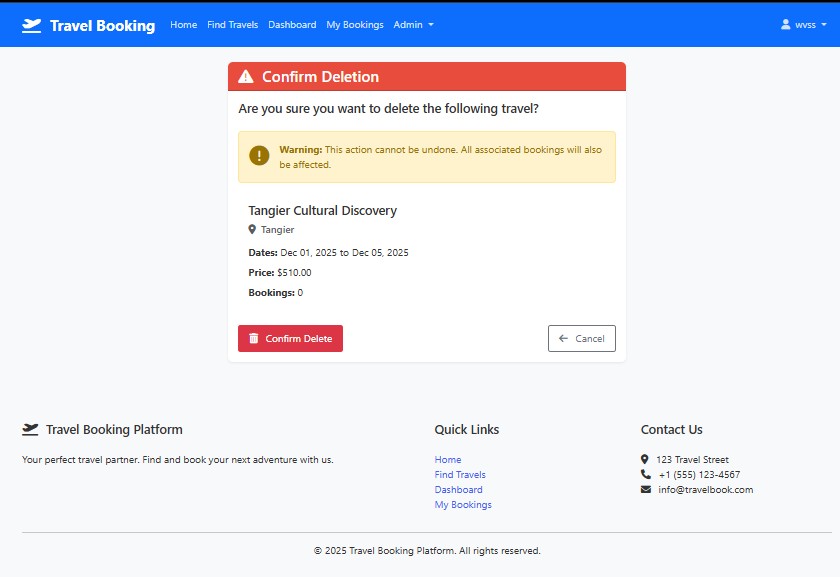 Travel Booking Home Find Travels Dashboard My Bookings Admin wvss
Confirm Deletion
Are you sure you want to delete the following travel?
Warning: This action cannot be undone. All associated bookings will also
be affected.
Tangier Cultural Discovery
Tangier
Dates: Dec 01, 2025 to Dec 05, 2025
Price: $510.00
Bookings: 0
Confirm Delete Cancel
Travel Booking Platform Quick Links Contact Us
Your perfect travel partner. Find and book your next adventure with us. Home 123 Travel Street
Find Travels +1 (555) 123-4567
Dashboard info@travelbook.com
My Bookings
© 2025 Travel Booking Platform. All rights reserved.